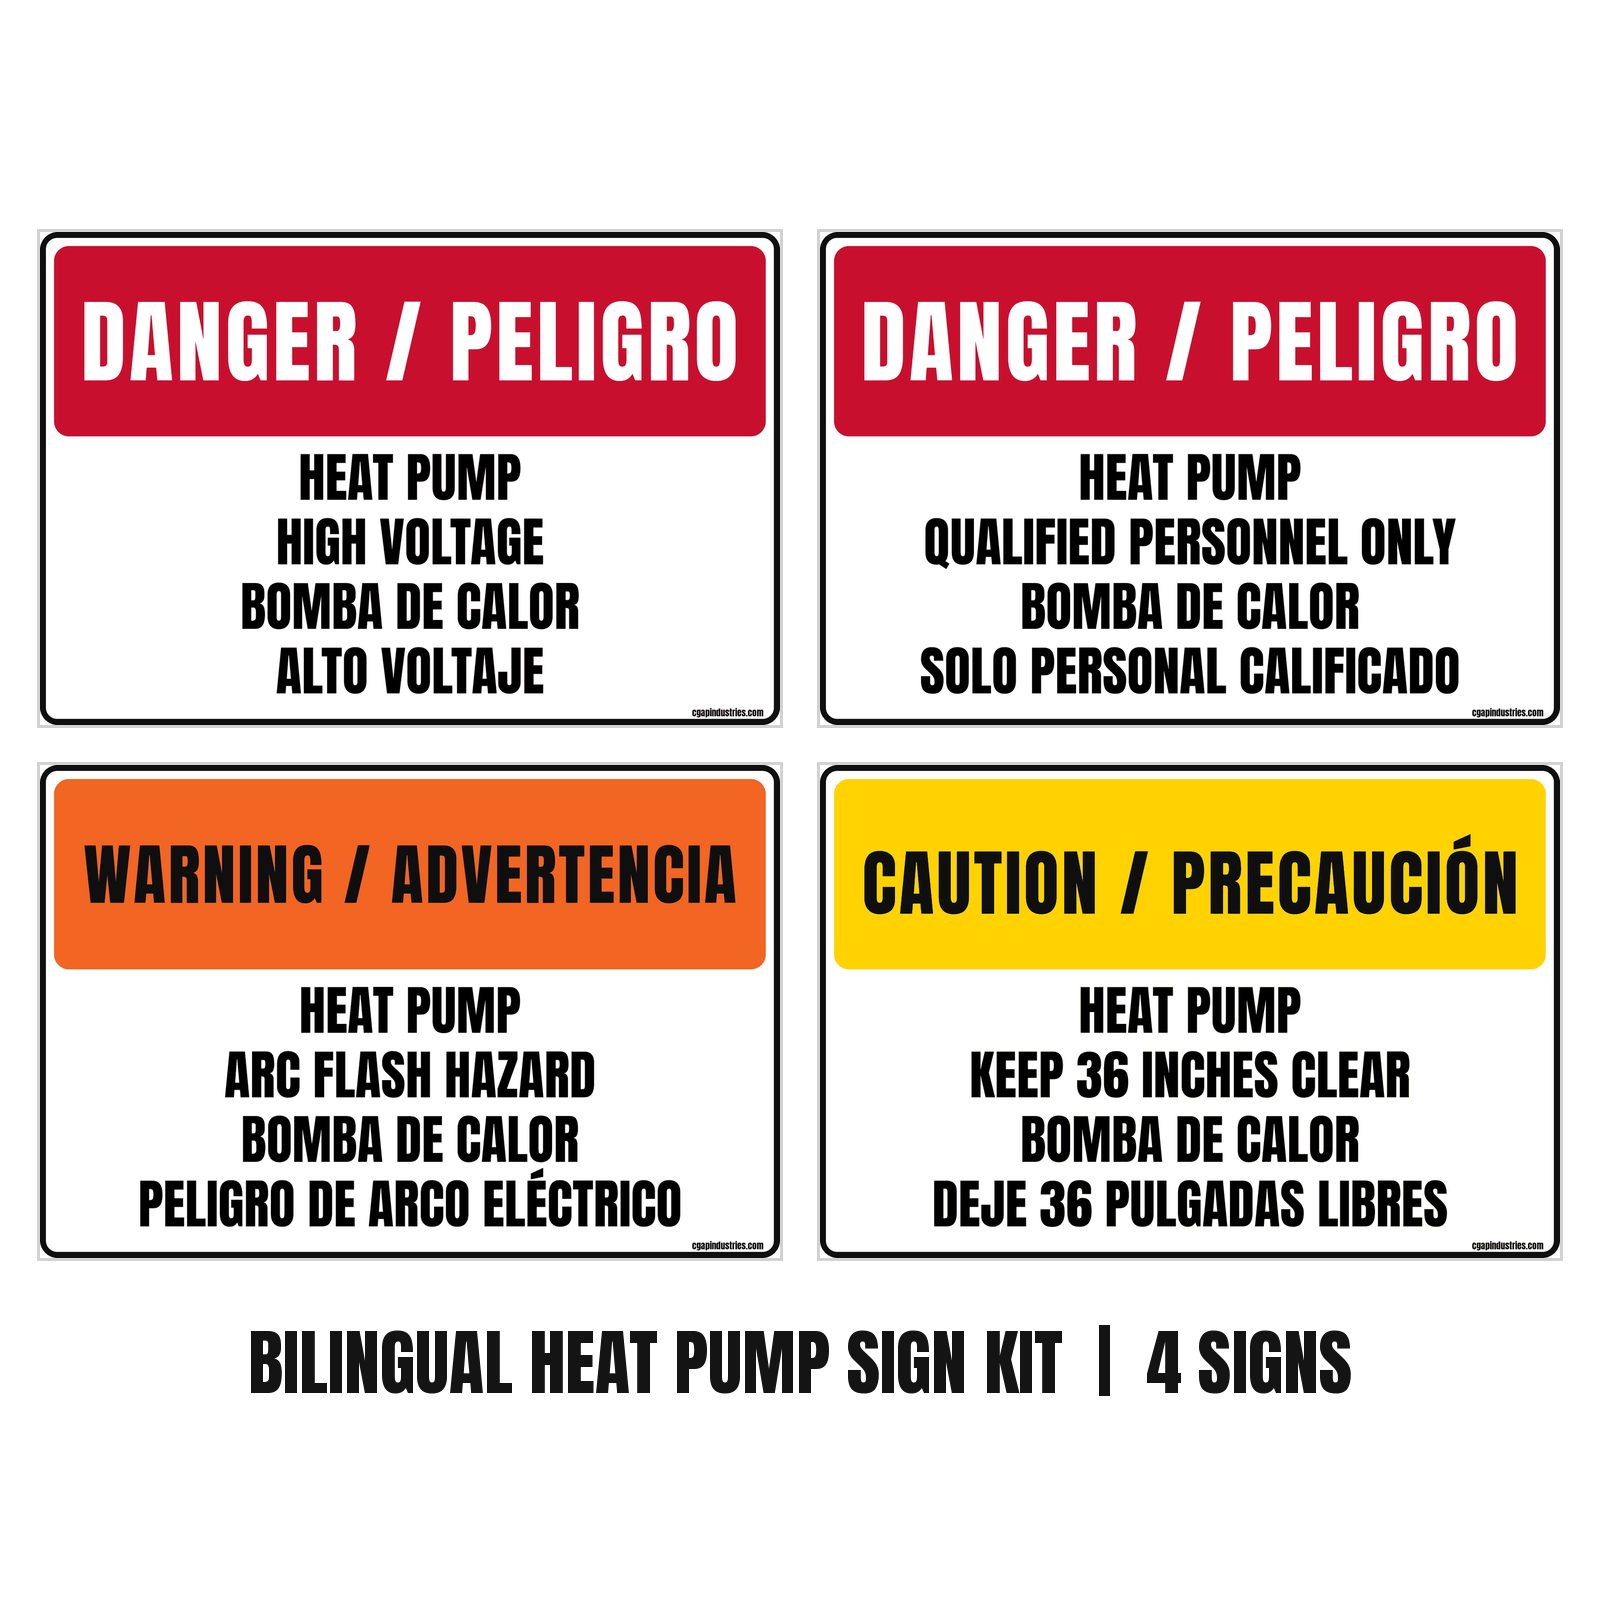 DANGER / PELIGRO
HEAT PUMP
HIGH VOLTAGE
BOMBA DE CALOR
ALTO VOLTAJE
cgapindustries.com
DANGER / PELIGRO
HEAT PUMP
QUALIFIED PERSONNEL ONLY
BOMBA DE CALOR
SOLO PERSONAL CALIFICADO
cgapindustries.com
WARNING / ADVERTENCIA
HEAT PUMP
ARC FLASH HAZARD
BOMBA DE CALOR
PELIGRO DE ARCO ELÉCTRICO
cgapindustries.com
CAUTION / PRECAUCIÓN
HEAT PUMP
KEEP 36 INCHES CLEAR
BOMBA DE CALOR
DEJE 36 PULGADAS LIBRES
cgapindustries.com
BILINGUAL HEAT PUMP SIGN KIT | 4 SIGNS